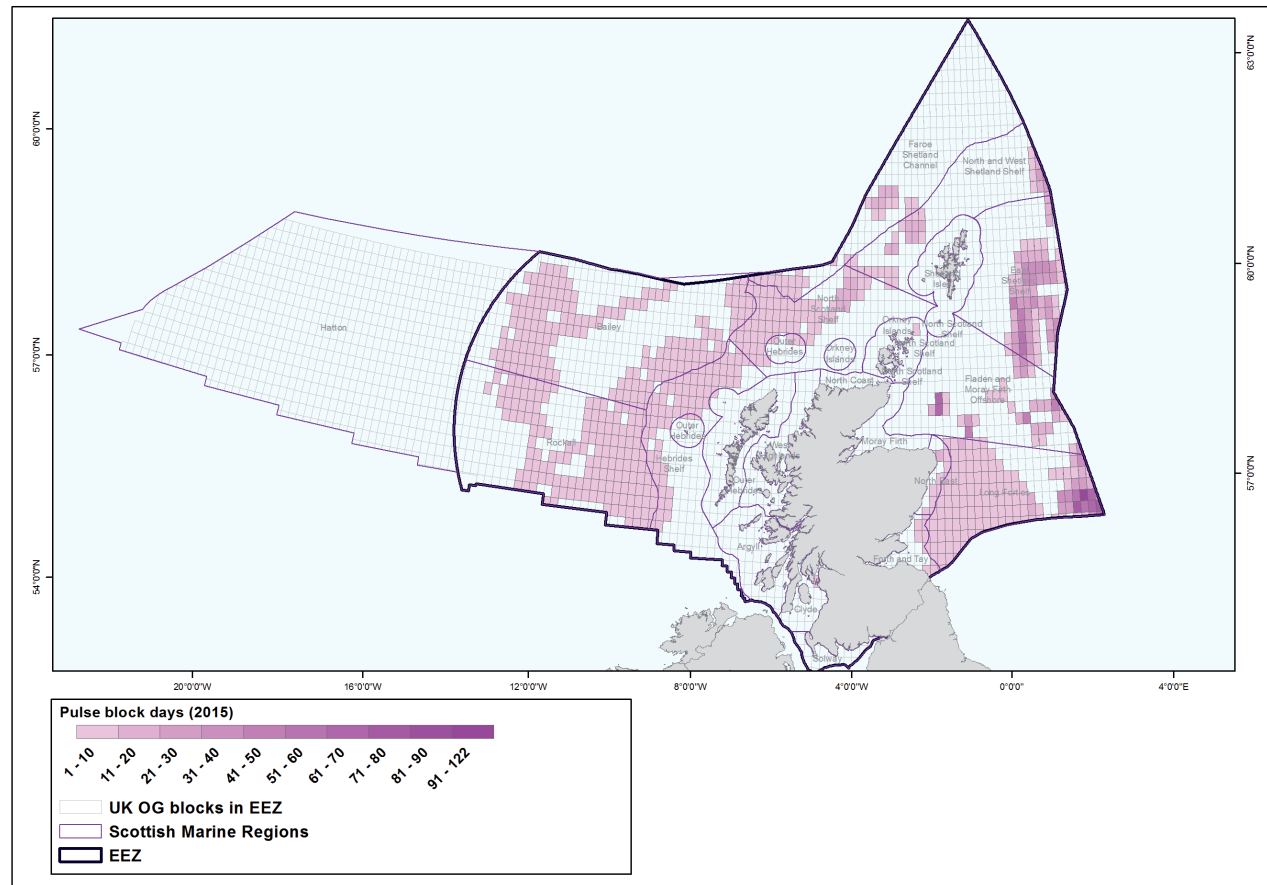 63°0'0"N
60°0'0"N
57°0'0"N
54°0'0"N
60°0'0"N
57°0'0"N
Faroe
Shetland
Channel
North and West
Shetland Shelf
East
Shetland
Shelf
Shetland
Isles
Hatton
Bailey
North
Scotland
Shelf
Orkney
Islands
North Scotland
Shelf
North Scotland
Shelf
North Scotland
Shelf
Outer
Hebrides
Orkney
Islands
North Coast
Fladen and
Moray Firth
Offshore
Outer
Hebrides
Rockall
Hebrides
Shelf
West
Highlands
Outer
Hebrides
Moray Firth
North East
Long Forties
Argyll
Forth and Tay
Clyde
Solway
20°0'0"W
16°0'0"W
12°0'0"W
8°0'0"W
4°0'0"W
0°0'0"
4°0'0"E
Pulse block days (2015)
1 - 10
11 - 20
21 - 30
31 - 40
41 - 50
51 - 60
61 - 70
71 - 80
81 - 90
91 - 122
UK OG blocks in EEZ
Scottish Marine Regions
EEZ